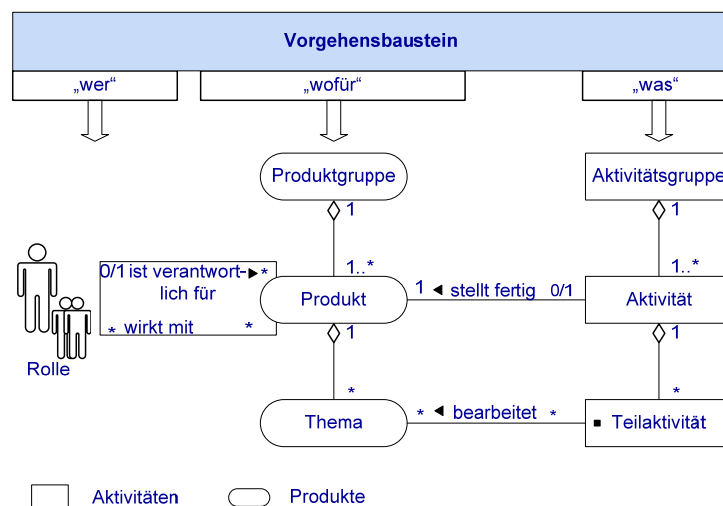 Vorgehensbaustein
„wer“
„wofür“
„was“
Produktgruppe
Aktivitätsgruppe
1
1
0/1 ist verantwort- *
lich für
1..*
1..*
Produkt
1
stellt fertig
0/1
Aktivität
* wirkt mit *
1
1
Rolle
*
*
Thema
*
bearbeitet
*
Teilaktivität
Aktivitäten
Produkte